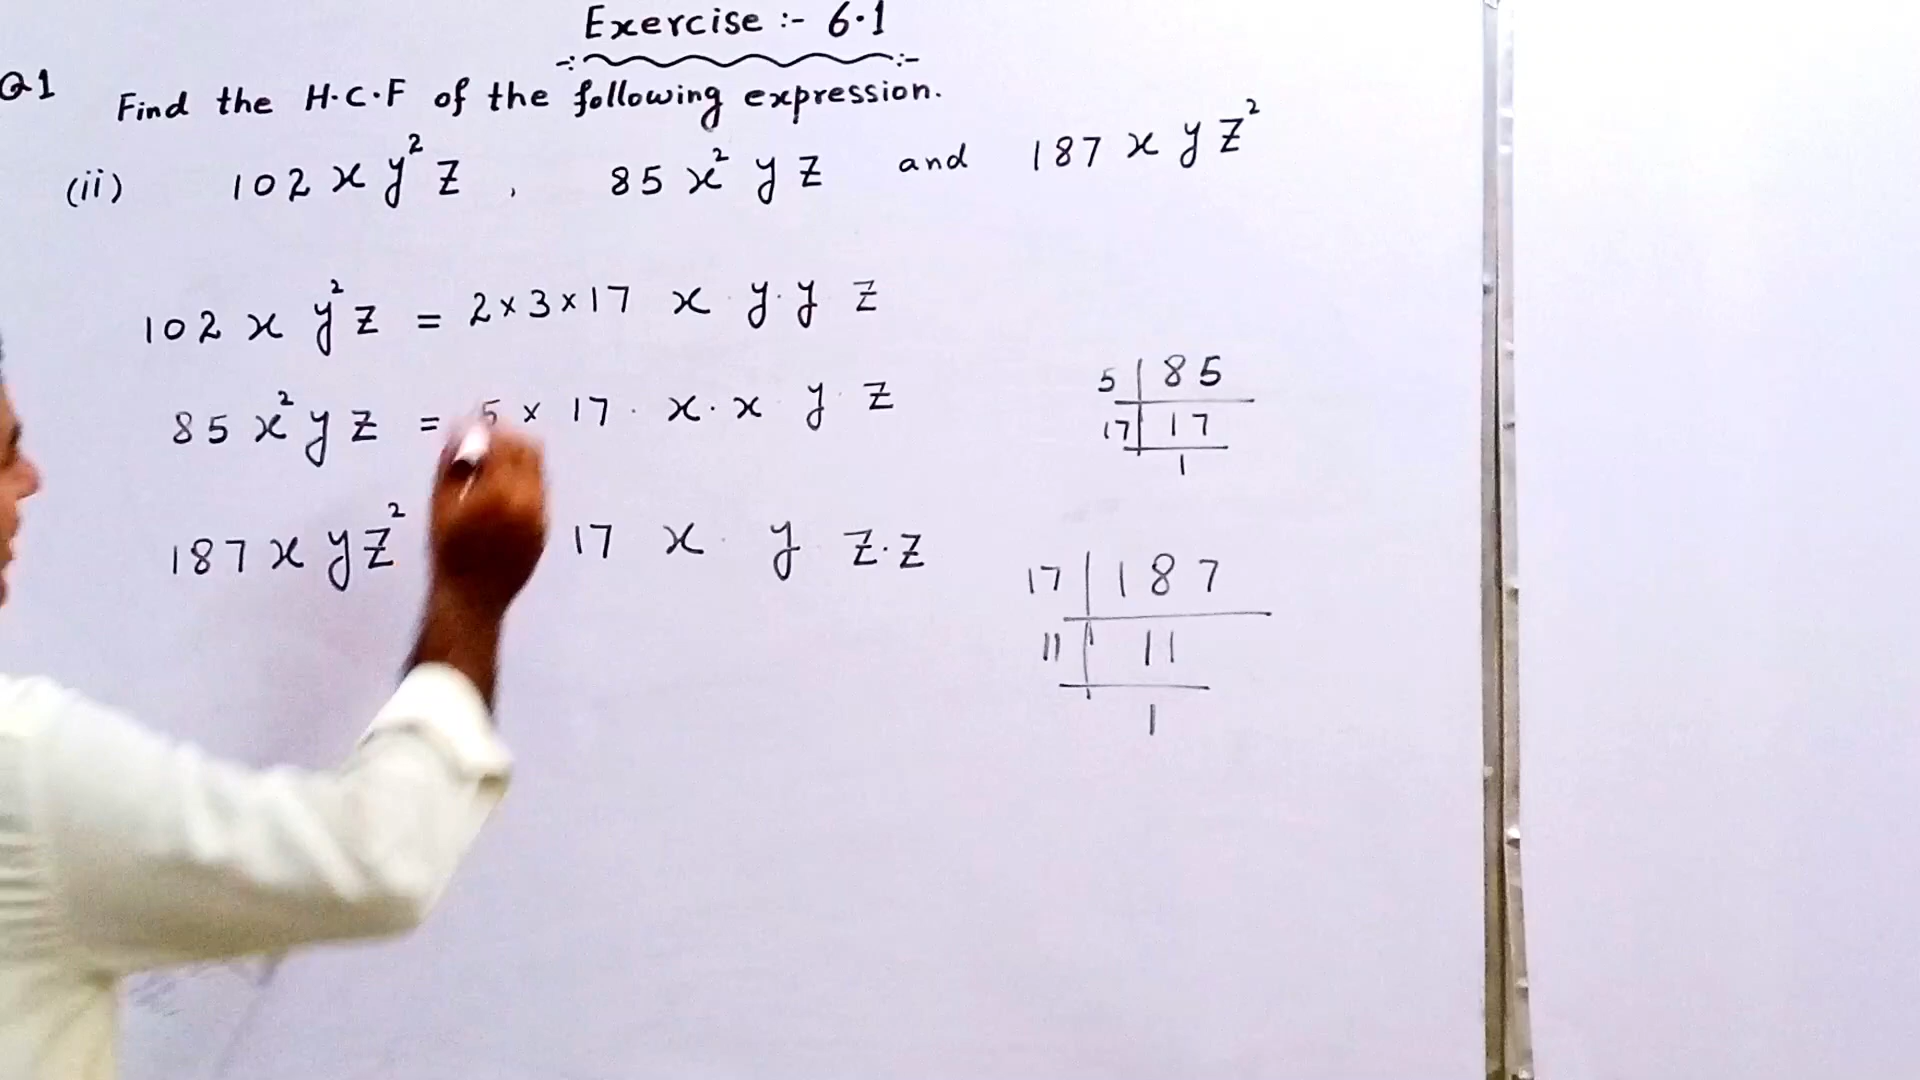 Exercise :- 6.1
Q1 Find the H.C.F of the following expression.
(ii) 102 x y² z , 85 x² y z and 187 x y z²
102 x y² z = 2 × 3 × 17 x . y . y z
85 x² y z = 5 × 17 . x . x y . z
187 x y z² 17 x . y . z . z
5 | 85
17 | 17
1
17 | 187
11 | 11
1